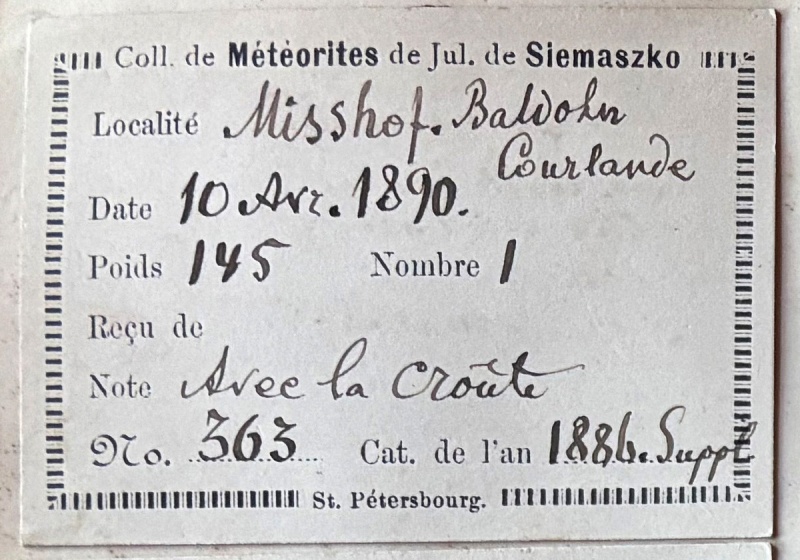 Coll. de Météorites de Jul. de Siemaszko
Localité Misshof. Baldohn
Courlande
Date 10 Avr. 1890.
Poids 145 Nombre 1
Reçu de
Note Avec la croûte
No. 363 Cat. de l'an 1886. Suppl
St. Pétersbourg.